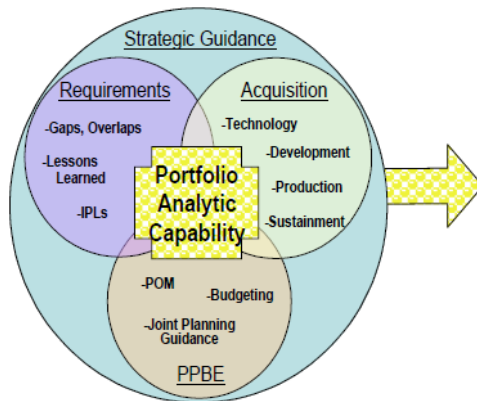 Strategic Guidance
Requirements
-Gaps, Overlaps
-Lessons
Learned
-IPLs
Acquisition
-Technology
-Development
-Production
-Sustainment
Portfolio
Analytic
Capability
-POM
-Budgeting
-Joint Planning
Guidance
PPBE